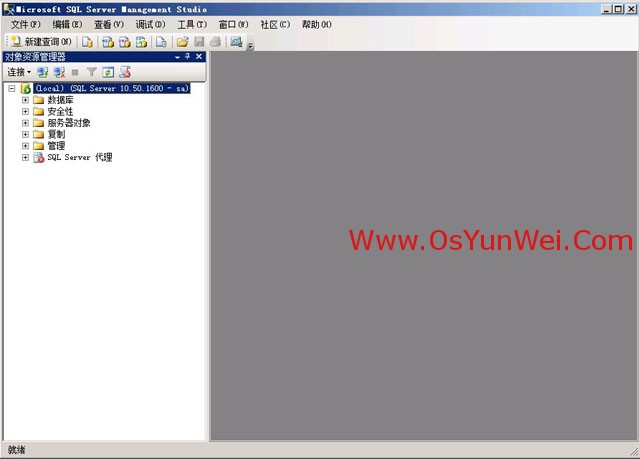 Microsoft SQL Server Management Studio
文件(F) 编辑(E) 查看(V) 调试(D) 工具(T) 窗口(W) 社区(C) 帮助(H)
新建查询(N)
对象资源管理器
连接
(local) (SQL Server 10.50.1600 - sa)
数据库
安全性
服务器对象
复制
管理
SQL Server 代理
Www.OsYunWei.Com
就绪